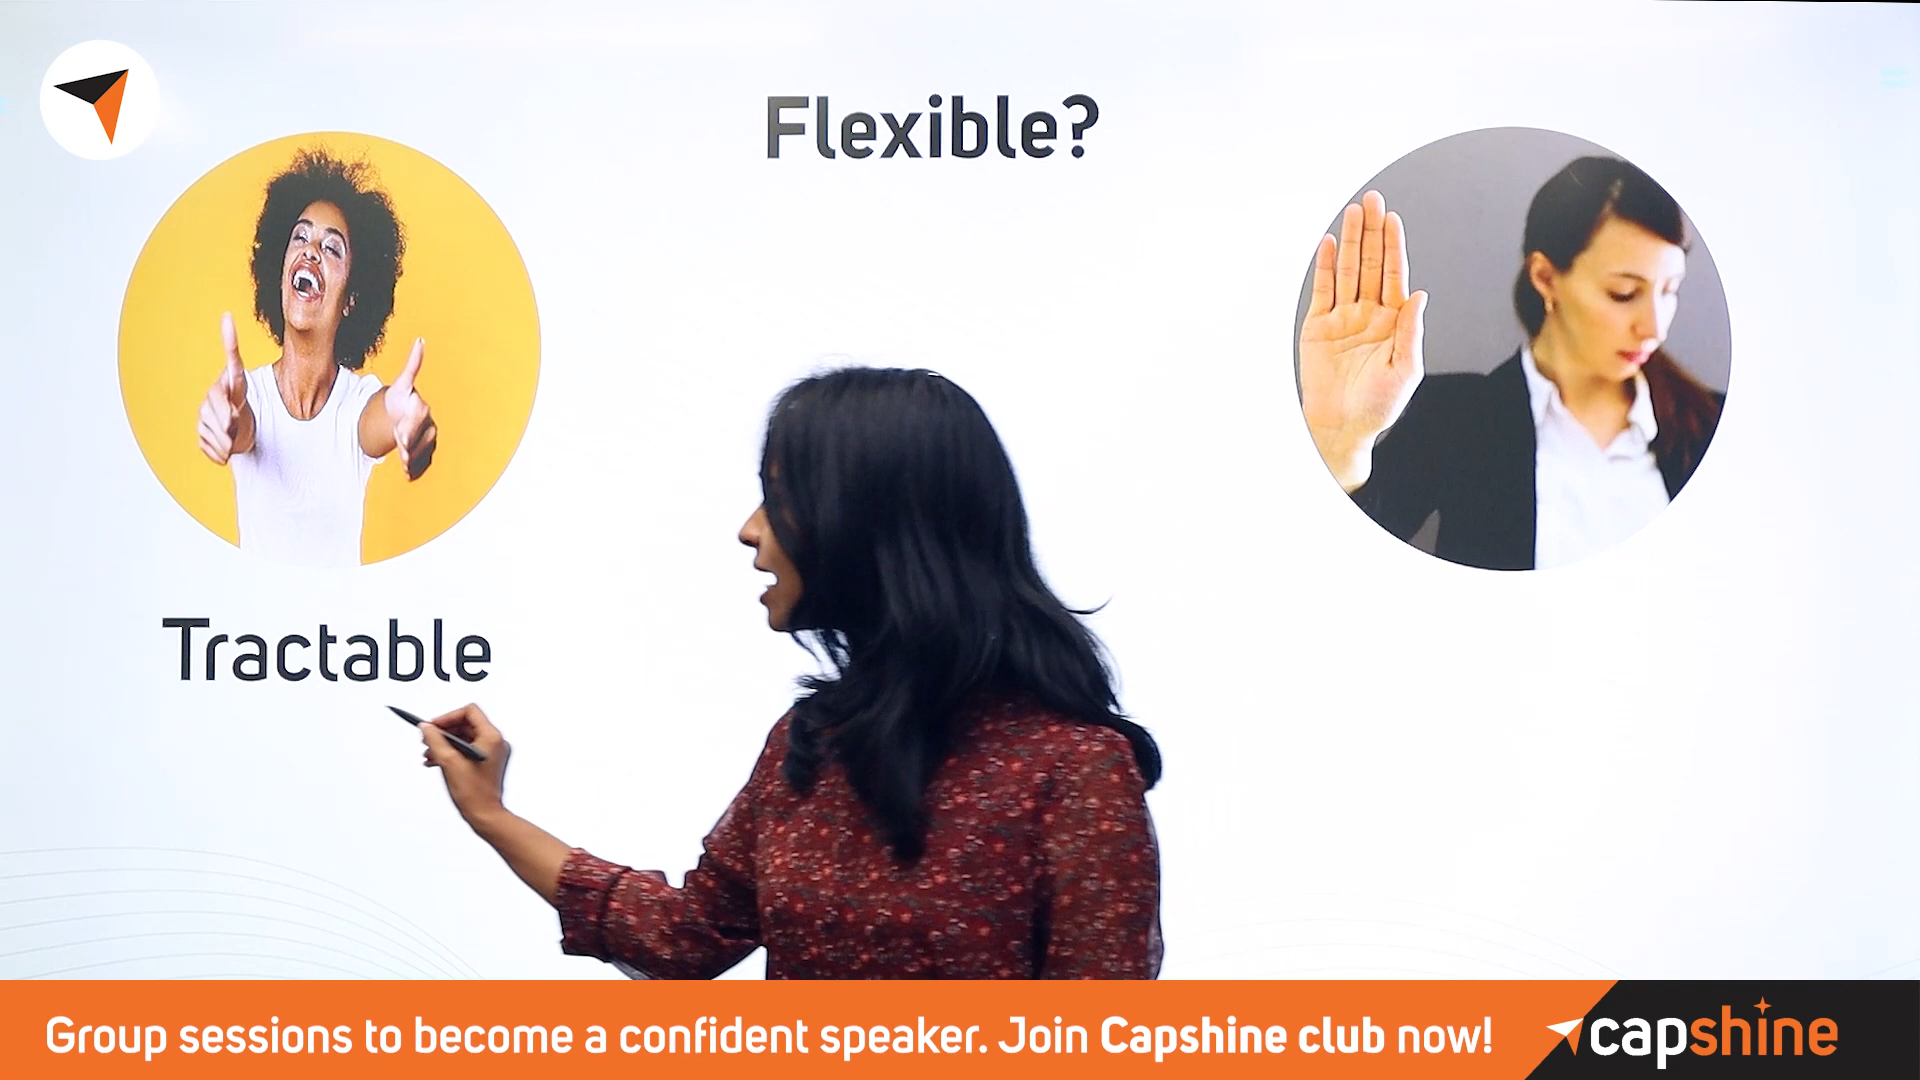 Flexible?
Tractable
Group sessions to become a confident speaker. Join Capshine club now!
capshine